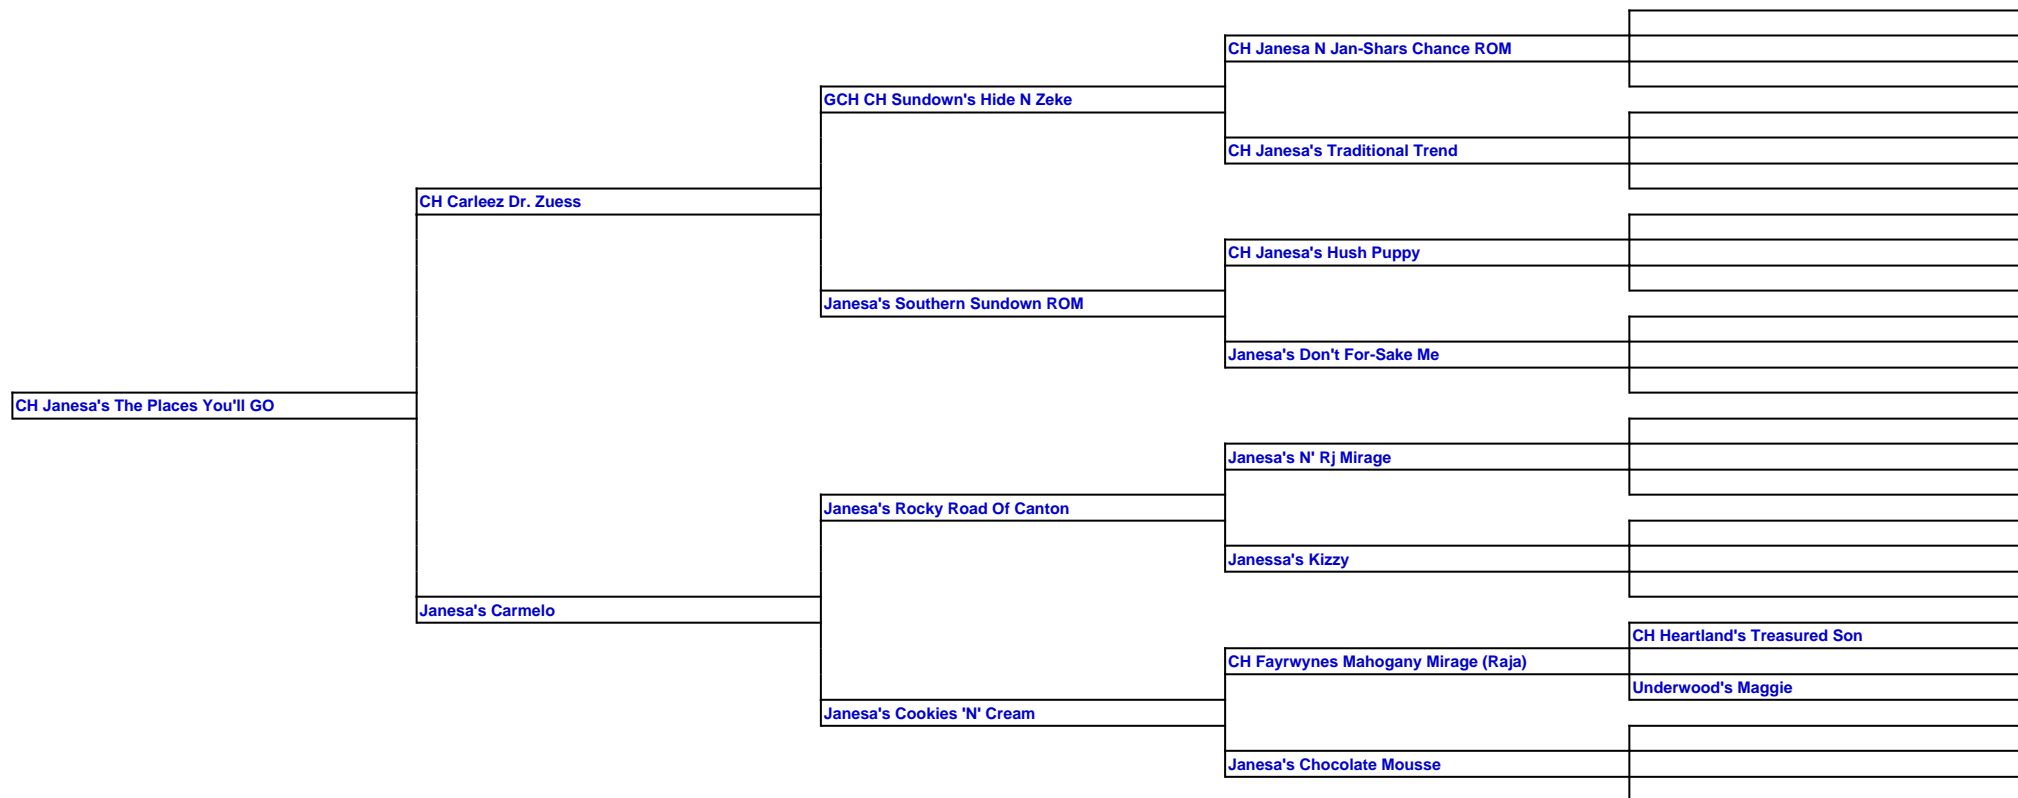 CH Janesa N Jan-Shars Chance ROM
GCH CH Sundown's Hide N Zeke
CH Janesa's Traditional Trend
CH Carleez Dr. Zuess
CH Janesa's Hush Puppy
Janesa's Southern Sundown ROM
Janesa's Don't For-Sake Me
CH Janesa's The Places You'll GO
Janesa's N' Rj Mirage
Janesa's Rocky Road Of Canton
Janessa's Kizzy
Janesa's Carmelo
CH Heartland's Treasured Son
CH Fayrwynes Mahogany Mirage (Raja)
Underwood's Maggie
Janesa's Cookies 'N' Cream
Janesa's Chocolate Mousse